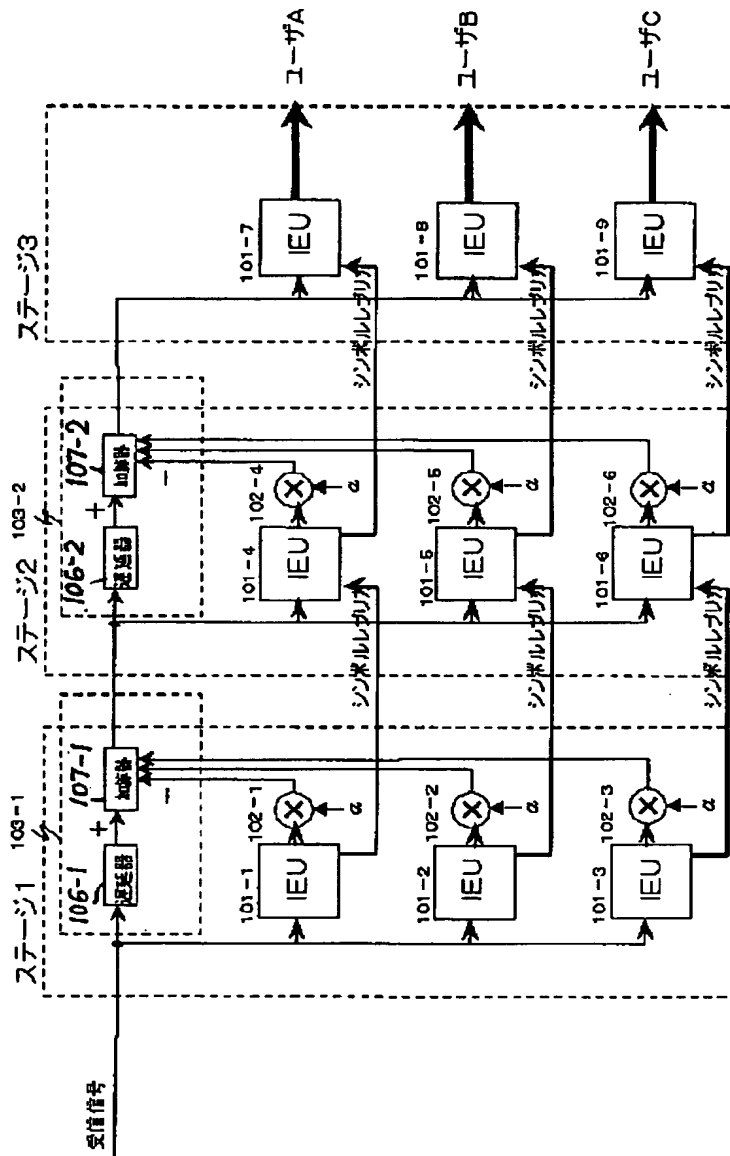 ステージ1
ステージ2
ステージ3
103-1
103-2
受信信号
106-1
遅延器
+
107-1
加算器
−
106-2
遅延器
+
107-2
加算器
−
101-1
IEU
102-1
×
α
シンボルレプリカ
101-4
IEU
102-4
×
α
シンボルレプリカ
101-7
IEU
ユーザA
101-2
IEU
102-2
×
α
シンボルレプリカ
101-5
IEU
102-5
×
α
シンボルレプリカ
101-8
IEU
ユーザB
101-3
IEU
102-3
×
α
シンボルレプリカ
101-6
IEU
102-6
×
α
シンボルレプリカ
101-9
IEU
ユーザC